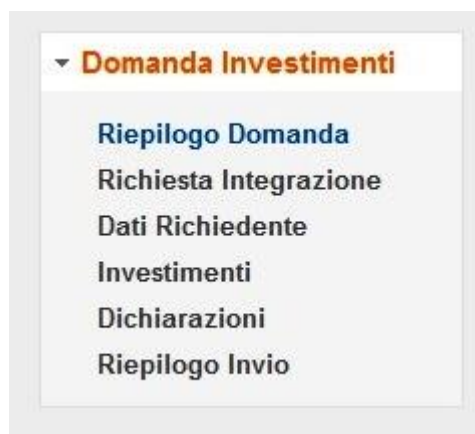 Domanda Investimenti
Riepilogo Domanda
Richiesta Integrazione
Dati Richiedente
Investimenti
Dichiarazioni
Riepilogo Invio